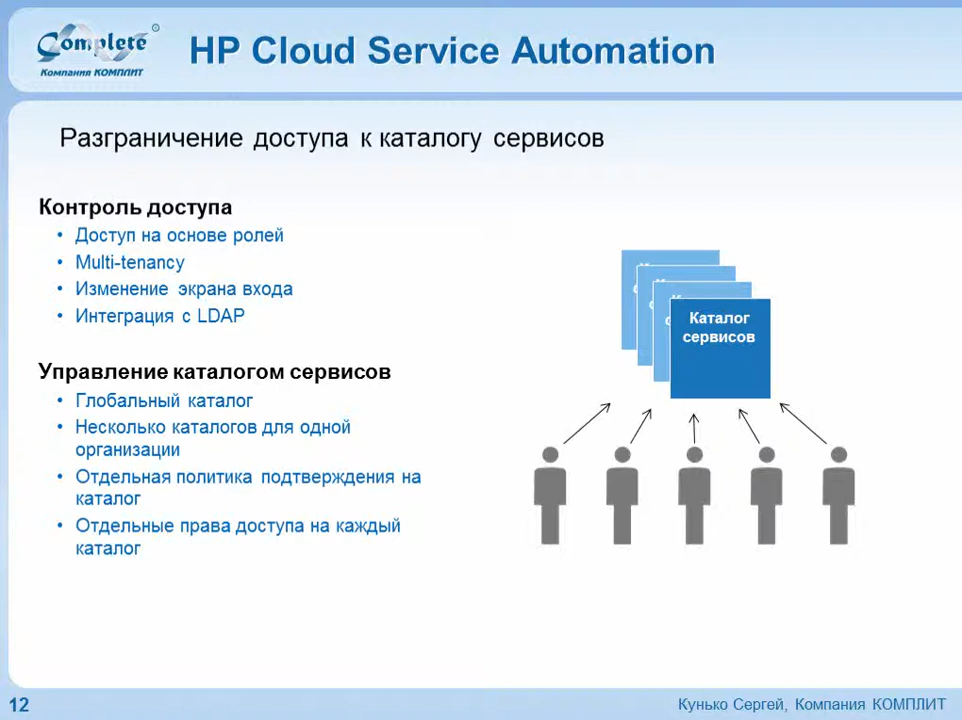 Complete
Компания КОМПЛИТ
HP Cloud Service Automation
Разграничение доступа к каталогу сервисов
Контроль доступа
• Доступ на основе ролей
• Multi-tenancy
• Изменение экрана входа
• Интеграция с LDAP
Управление каталогом сервисов
• Глобальный каталог
• Несколько каталогов для одной
организации
• Отдельная политика подтверждения на
каталог
• Отдельные права доступа на каждый
каталог
Каталог
сервисов
12
Кунько Сергей, Компания КОМПЛИТ